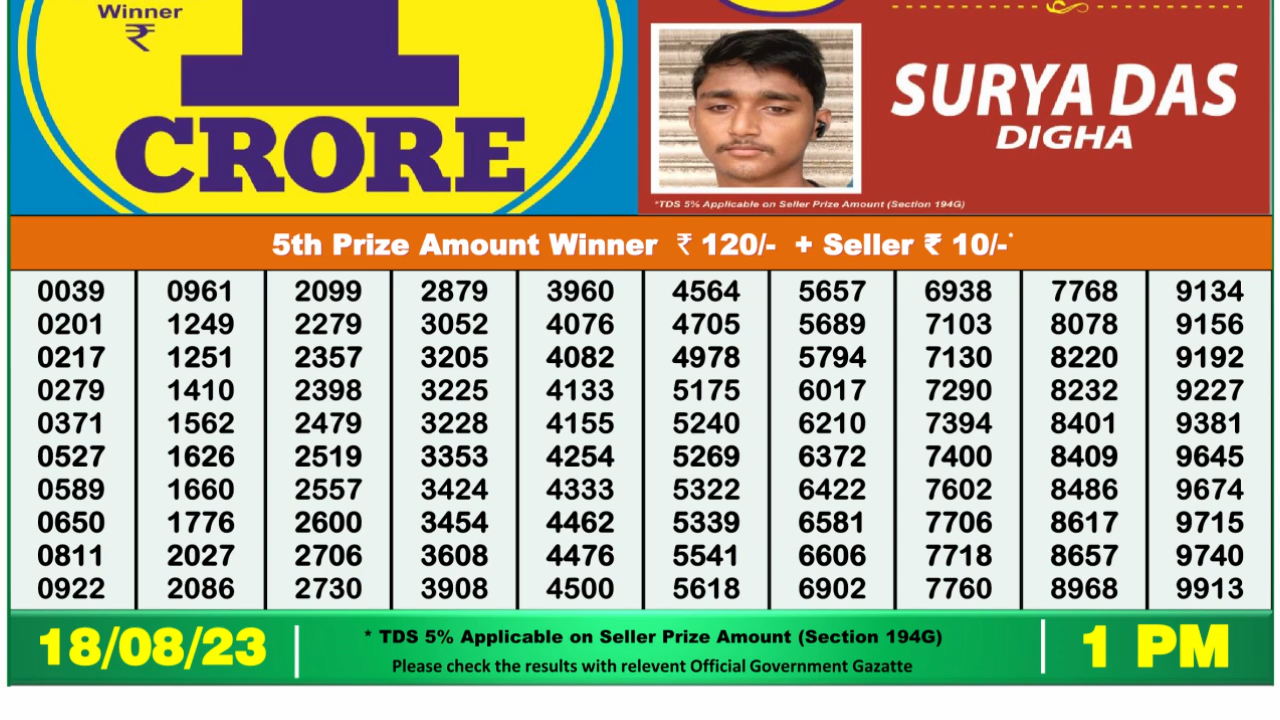 Winner
₹
1
CRORE
SURYA DAS
DIGHA
*TDS 5% Applicable on Seller Prize Amount (Section 194G)
5th Prize Amount Winner ₹ 120/- + Seller ₹ 10/-*
0039 0961 2099 2879 3960 4564 5657 6938 7768 9134
0201 1249 2279 3052 4076 4705 5689 7103 8078 9156
0217 1251 2357 3205 4082 4978 5794 7130 8220 9192
0279 1410 2398 3225 4133 5175 6017 7290 8232 9227
0371 1562 2479 3228 4155 5240 6210 7394 8401 9381
0527 1626 2519 3353 4254 5269 6372 7400 8409 9645
0589 1660 2557 3424 4333 5322 6422 7602 8486 9674
0650 1776 2600 3454 4462 5339 6581 7706 8617 9715
0811 2027 2706 3608 4476 5541 6606 7718 8657 9740
0922 2086 2730 3908 4500 5618 6902 7760 8968 9913
18/08/23
* TDS 5% Applicable on Seller Prize Amount (Section 194G)
Please check the results with relevent Official Government Gazatte
1 PM